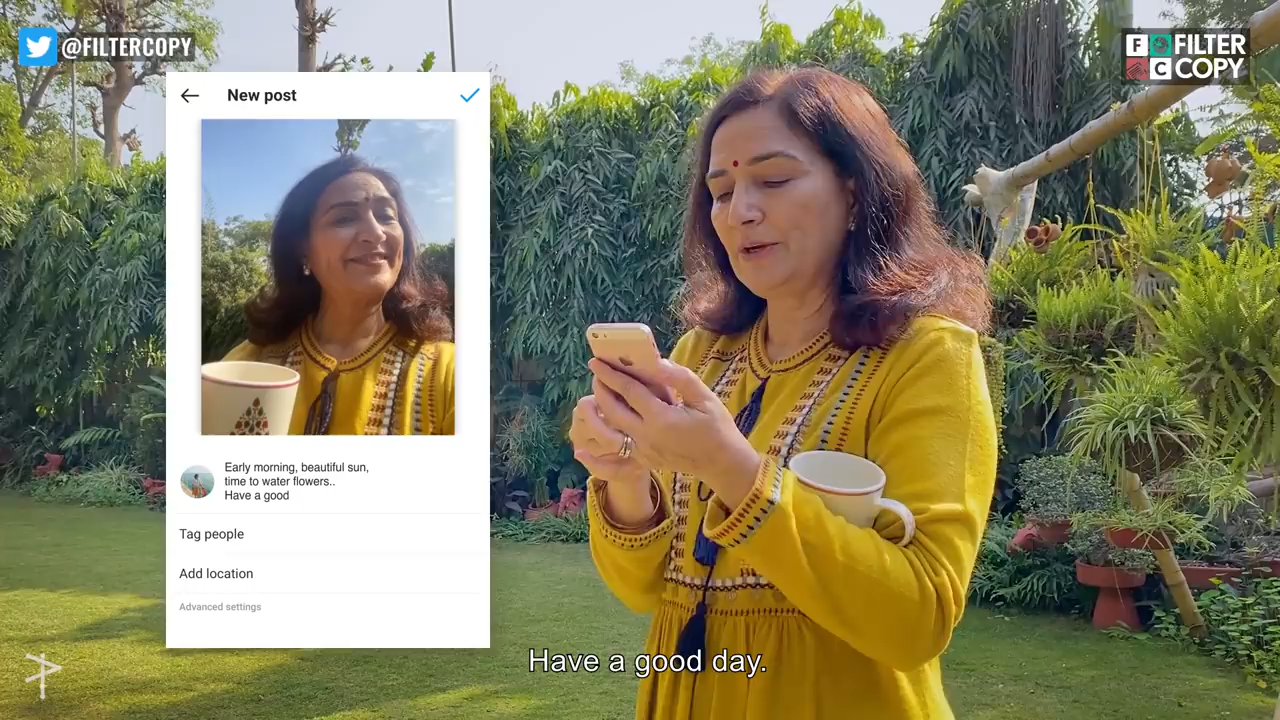 @FILTERCOPY
F FILTER
C COPY
New post
Early morning, beautiful sun,
time to water flowers..
Have a good
Tag people
Add location
Advanced settings
Have a good day.